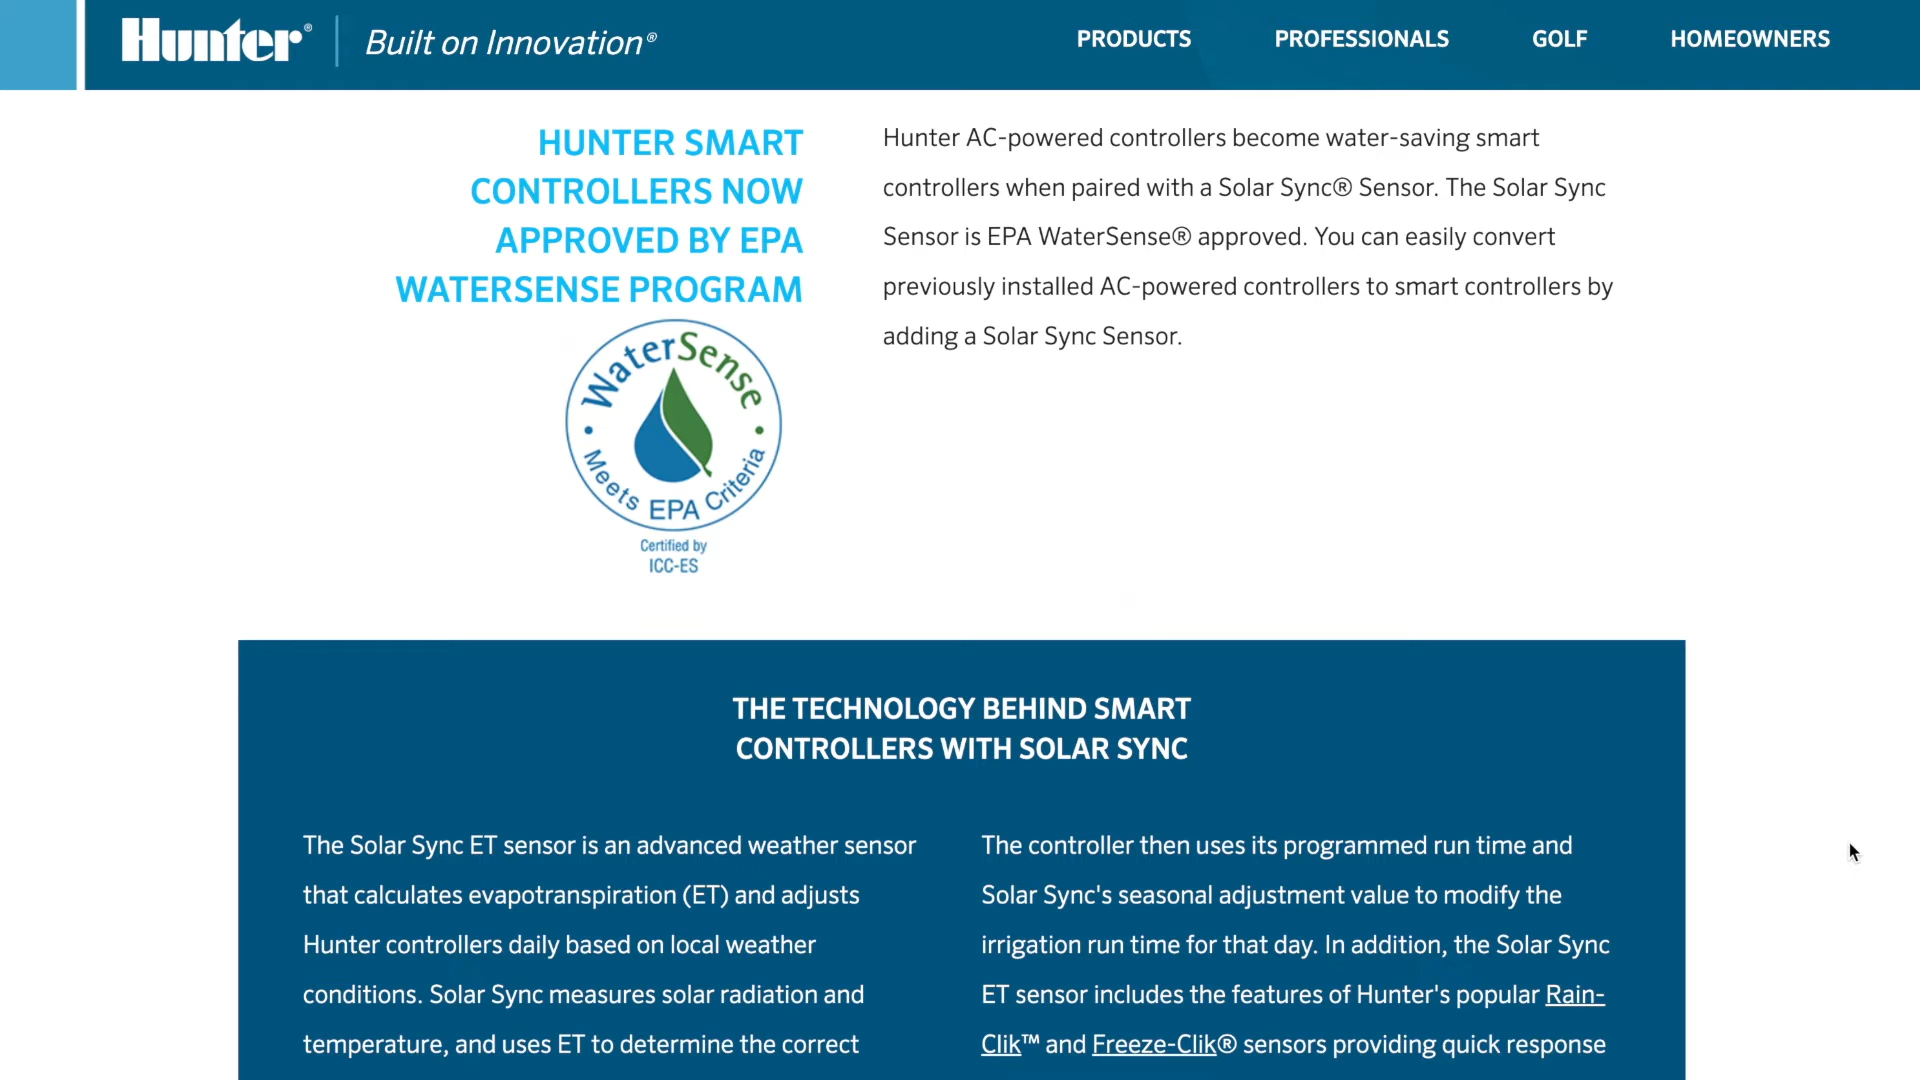 Hunter® Built on Innovation®
PRODUCTS PROFESSIONALS GOLF HOMEOWNERS
HUNTER SMART
CONTROLLERS NOW
APPROVED BY EPA
WATERSENSE PROGRAM
WaterSense
Meets EPA Criteria
Certified by
ICC-ES
Hunter AC-powered controllers become water-saving smart
controllers when paired with a Solar Sync® Sensor. The Solar Sync
Sensor is EPA WaterSense® approved. You can easily convert
previously installed AC-powered controllers to smart controllers by
adding a Solar Sync Sensor.
THE TECHNOLOGY BEHIND SMART
CONTROLLERS WITH SOLAR SYNC
The Solar Sync ET sensor is an advanced weather sensor
that calculates evapotranspiration (ET) and adjusts
Hunter controllers daily based on local weather
conditions. Solar Sync measures solar radiation and
temperature, and uses ET to determine the correct
The controller then uses its programmed run time and
Solar Sync's seasonal adjustment value to modify the
irrigation run time for that day. In addition, the Solar Sync
ET sensor includes the features of Hunter's popular Rain-
Clik™ and Freeze-Clik® sensors providing quick response